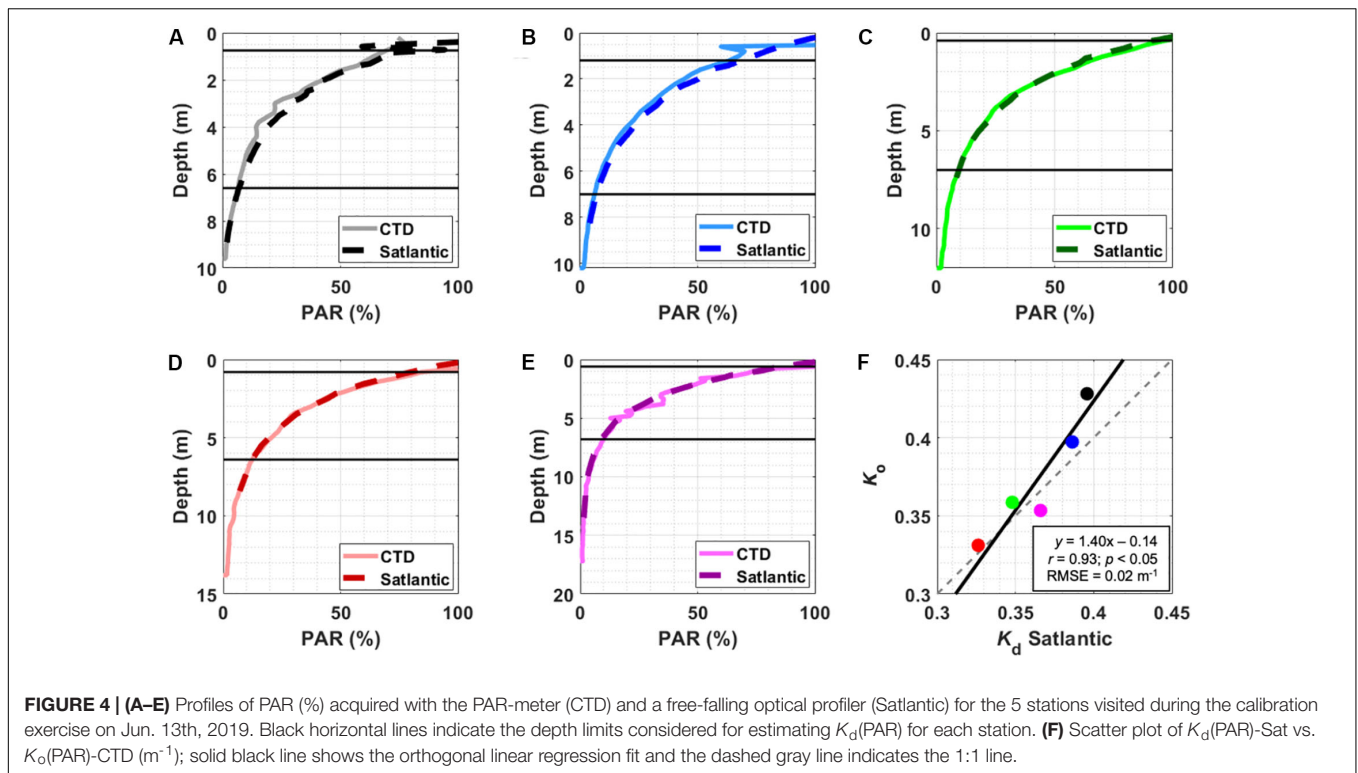 A
0
2
4
6
8
10
Depth (m)
CTD
Satlantic
0
50
100
PAR (%)
B
0
2
4
6
8
10
Depth (m)
CTD
Satlantic
0
50
100
PAR (%)
C
0
5
10
Depth (m)
CTD
Satlantic
0
50
100
PAR (%)
D
0
5
10
15
Depth (m)
CTD
Satlantic
0
50
100
PAR (%)
E
0
5
10
15
20
Depth (m)
CTD
Satlantic
0
50
100
PAR (%)
F
0.45
0.4
0.35
0.3
Ko
y = 1.40x – 0.14
r = 0.93; p < 0.05
RMSE = 0.02 m-1
0.3
0.35
0.4
0.45
Kd Satlantic
FIGURE 4 | (A–E) Profiles of PAR (%) acquired with the PAR-meter (CTD) and a free-falling optical profiler (Satlantic) for the 5 stations visited during the calibration
exercise on Jun. 13th, 2019. Black horizontal lines indicate the depth limits considered for estimating Kd(PAR) for each station. (F) Scatter plot of Kd(PAR)-Sat vs.
Ko(PAR)-CTD (m-1); solid black line shows the orthogonal linear regression fit and the dashed gray line indicates the 1:1 line.